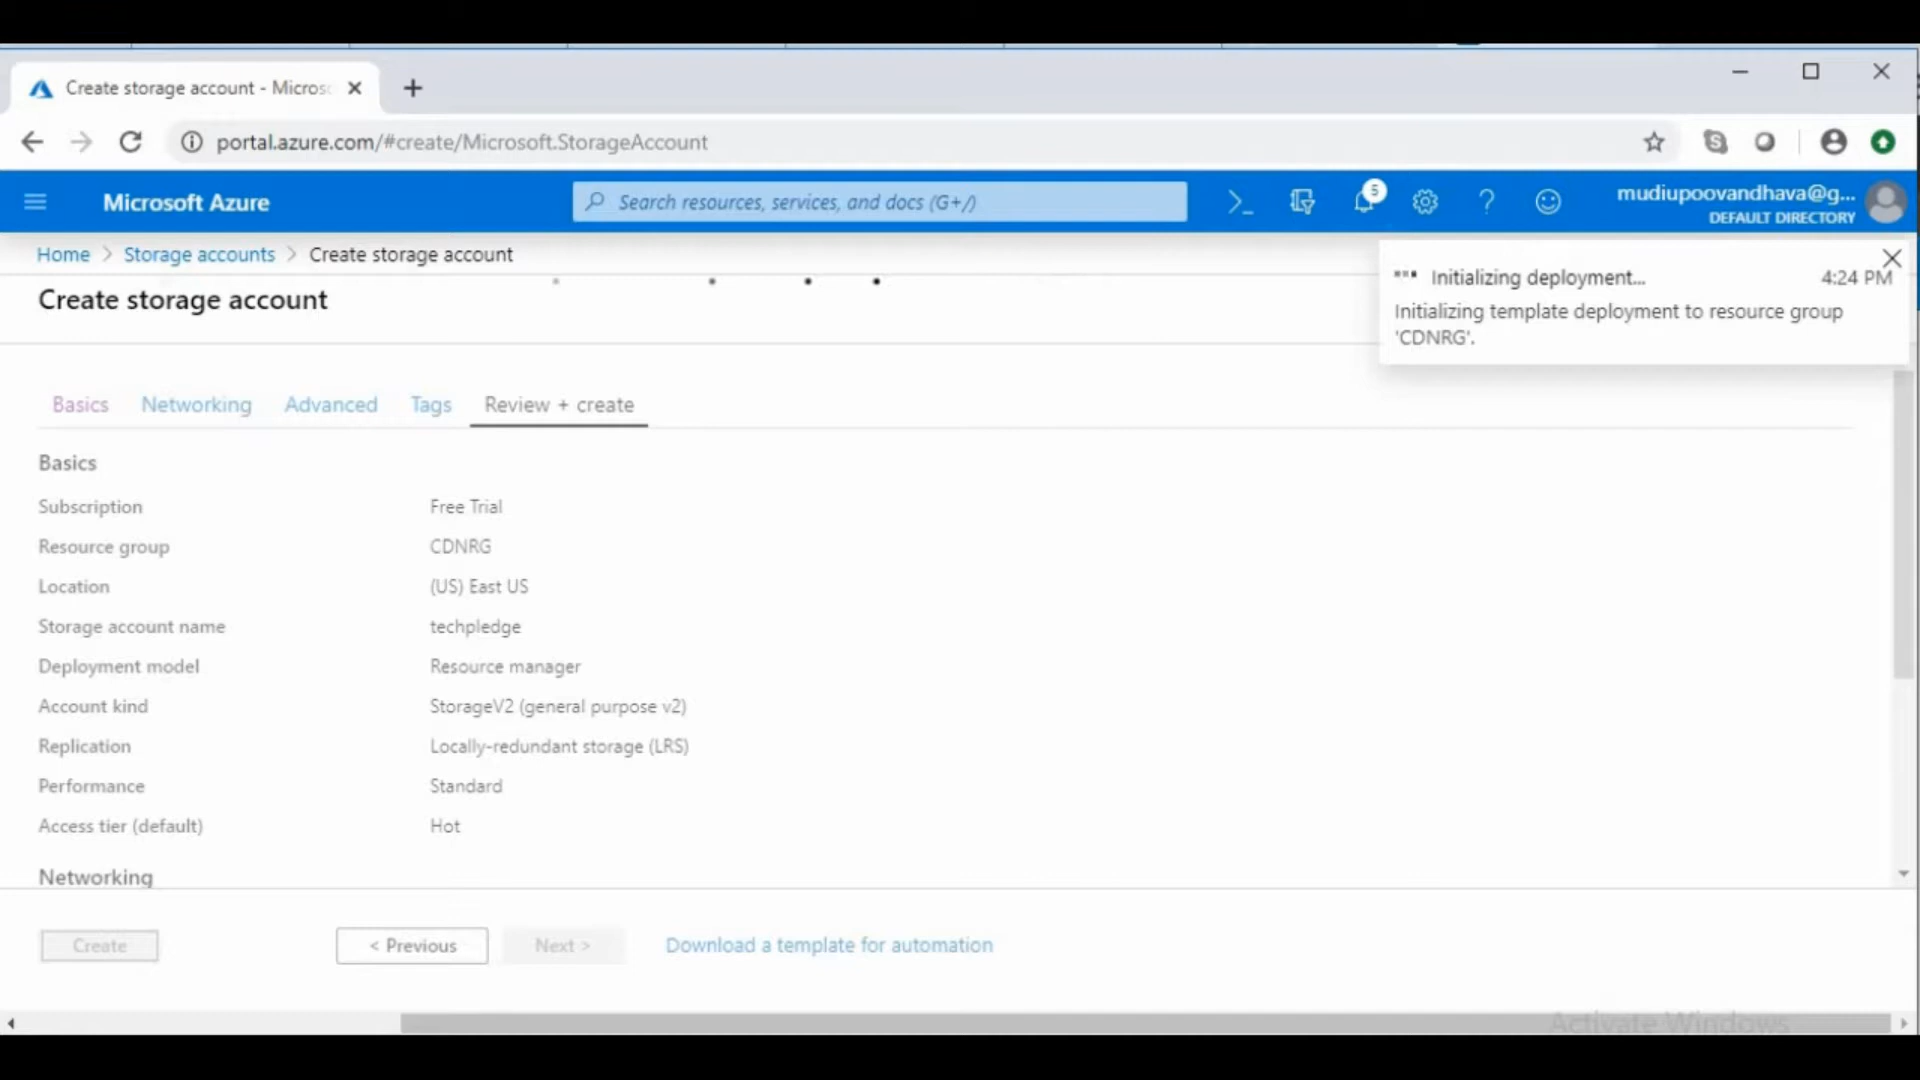 Create storage account - Micros
portal.azure.com/#create/Microsoft.StorageAccount
Microsoft Azure
Search resources, services, and docs (G+/)
5
mudiupoovandhava@g...
DEFAULT DIRECTORY
Home > Storage accounts > Create storage account
Create storage account
Initializing deployment...
4:24 PM
Initializing template deployment to resource group
'CDNRG'.
Basics Networking Advanced Tags Review + create
Basics
Subscription Free Trial
Resource group CDNRG
Location (US) East US
Storage account name techpledge
Deployment model Resource manager
Account kind StorageV2 (general purpose v2)
Replication Locally-redundant storage (LRS)
Performance Standard
Access tier (default) Hot
Networking
Create < Previous Next > Download a template for automation
Activate Windows